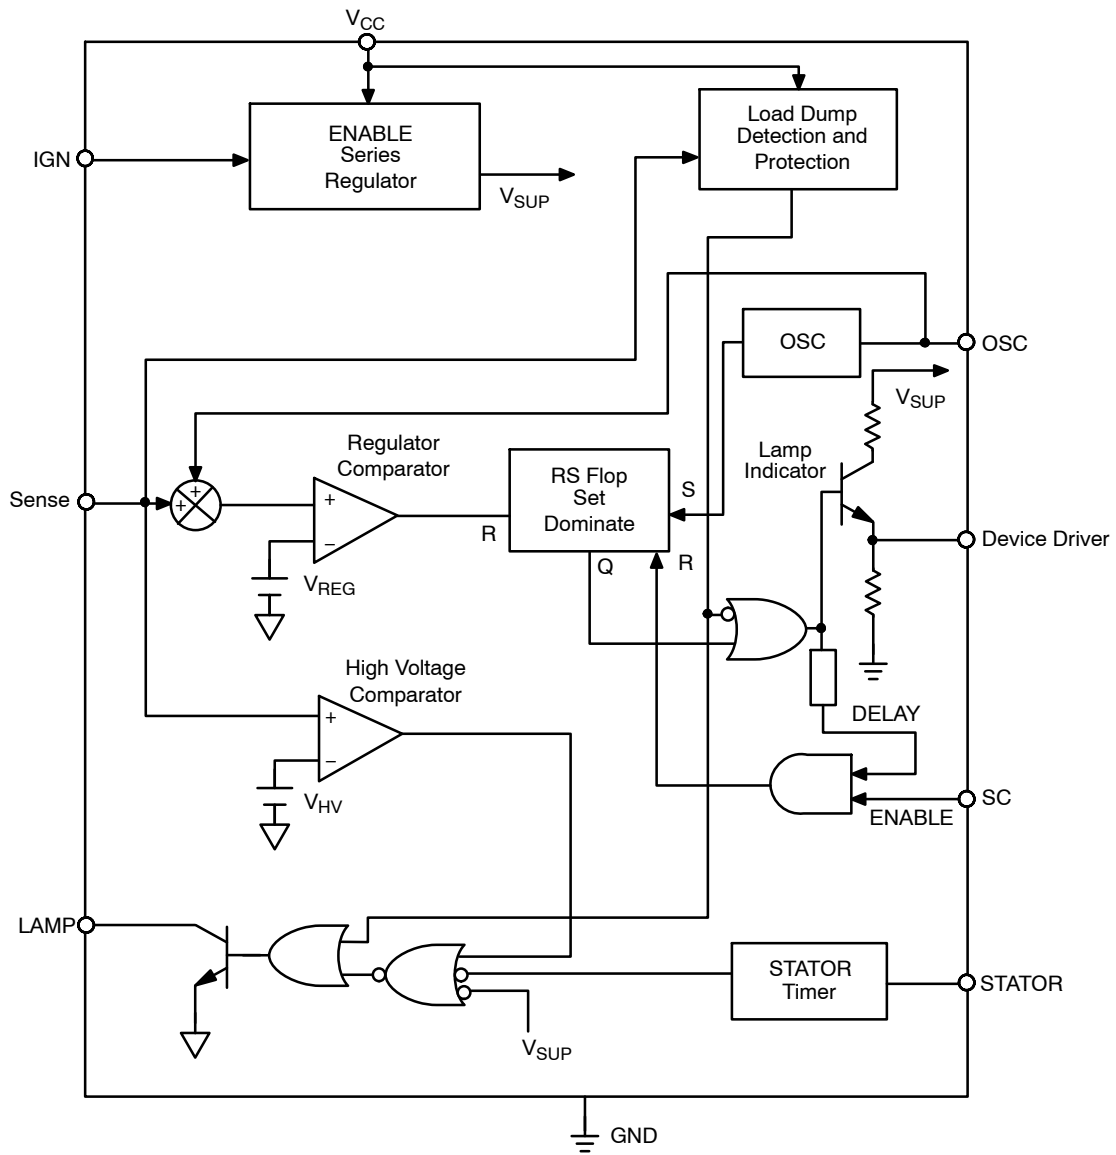 VCC
IGN
ENABLE
Series
Regulator
VSUP
Load Dump
Detection and
Protection
OSC
OSC
VSUP
Lamp
Indicator
Regulator
Comparator
Sense
+
+
+
−
VREG
R
RS Flop
Set
Dominate
S
Q
R
Device Driver
High Voltage
Comparator
+
−
VHV
DELAY
SC
ENABLE
LAMP
STATOR
Timer
STATOR
VSUP
GND